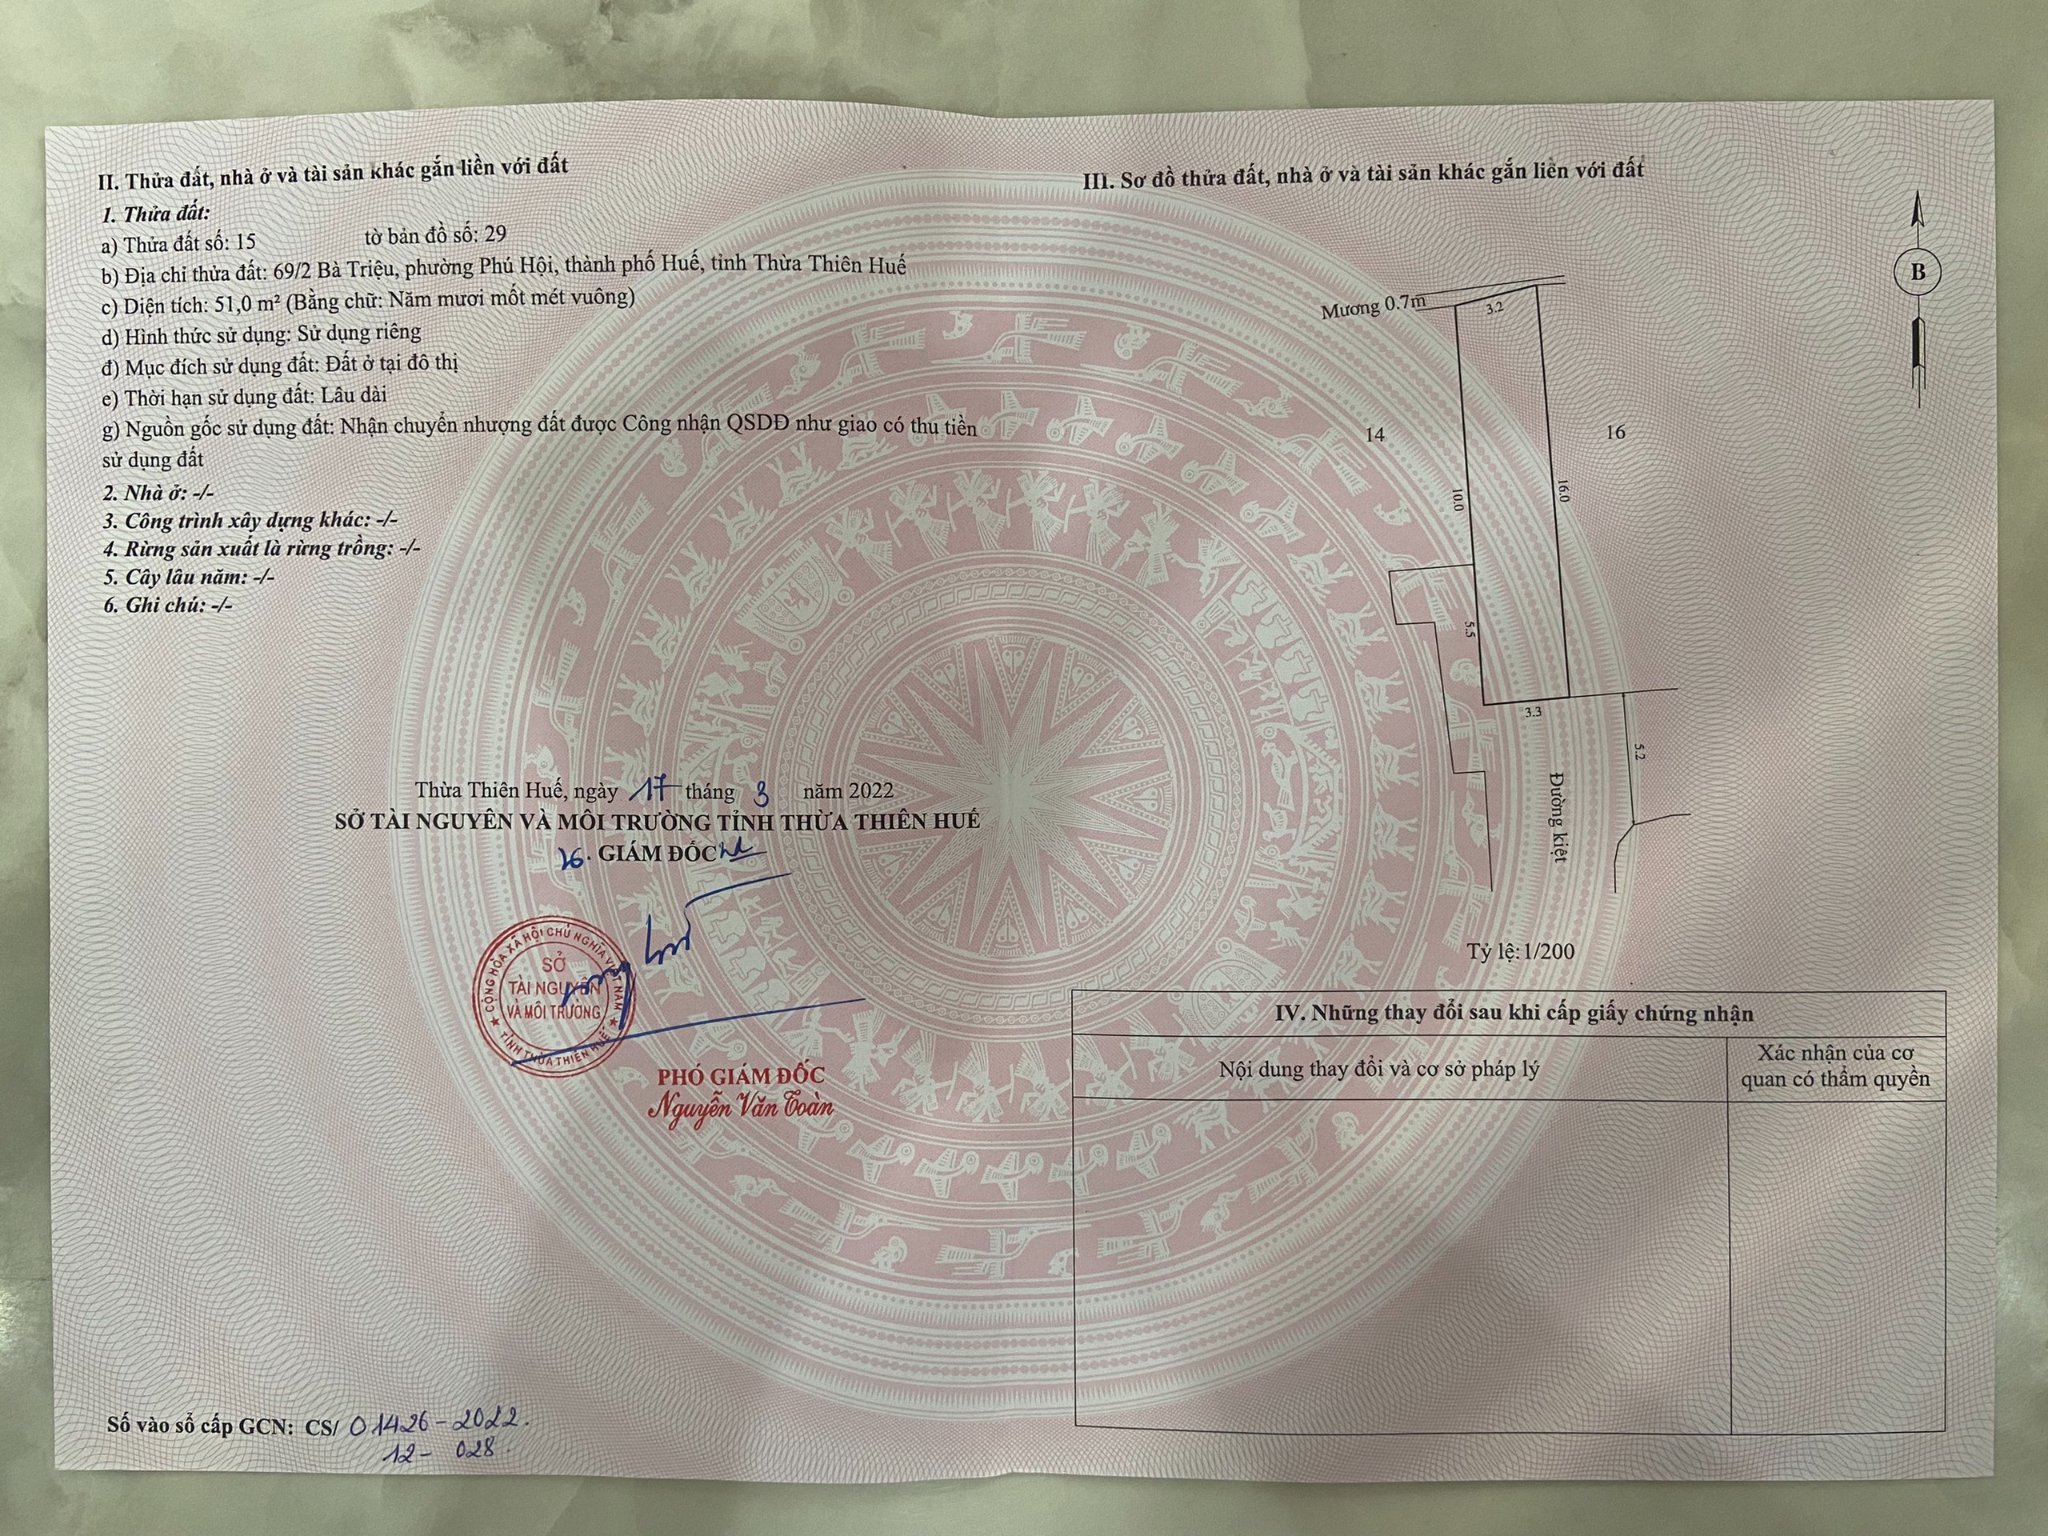 II. Thửa đất, nhà ở và tài sản khác gắn liền với đất
1. Thửa đất:
a) Thửa đất số: 15 tờ bản đồ số: 29
b) Địa chỉ thửa đất: 69/2 Bà Triệu, phường Phú Hội, thành phố Huế, tỉnh Thừa Thiên Huế
c) Diện tích: 51,0 m² (Bằng chữ: Năm mươi mốt mét vuông)
d) Hình thức sử dụng: Sử dụng riêng
đ) Mục đích sử dụng đất: Đất ở tại đô thị
e) Thời hạn sử dụng đất: Lâu dài
g) Nguồn gốc sử dụng đất: Nhận chuyển nhượng đất được Công nhận QSDĐ như giao có thu tiền
sử dụng đất
2. Nhà ở: -/-
3. Công trình xây dựng khác: -/-
4. Rừng sản xuất là rừng trồng: -/-
5. Cây lâu năm: -/-
6. Ghi chú: -/-
Thừa Thiên Huế, ngày 17 tháng 3 năm 2022
SỞ TÀI NGUYÊN VÀ MÔI TRƯỜNG TỈNH THỪA THIÊN HUẾ
GIÁM ĐỐC
CỘNG HÒA XÃ HỘI CHỦ NGHĨA VIỆT NAM
SỞ
TÀI NGUYÊN
VÀ MÔI TRƯỜNG
TỈNH THỪA THIÊN HUẾ
PHÓ GIÁM ĐỐC
Nguyễn Văn Toàn
Số vào sổ cấp GCN: CS/ 01426-2022.
12- 028.
III. Sơ đồ thửa đất, nhà ở và tài sản khác gắn liền với đất
B
Mương 0.7m
3.2
14
16
10.0
16.0
5.5
3.3
5.2
Đường kiệt
Tỷ lệ: 1/200
IV. Những thay đổi sau khi cấp giấy chứng nhận
Nội dung thay đổi và cơ sở pháp lý
Xác nhận của cơ
quan có thẩm quyền